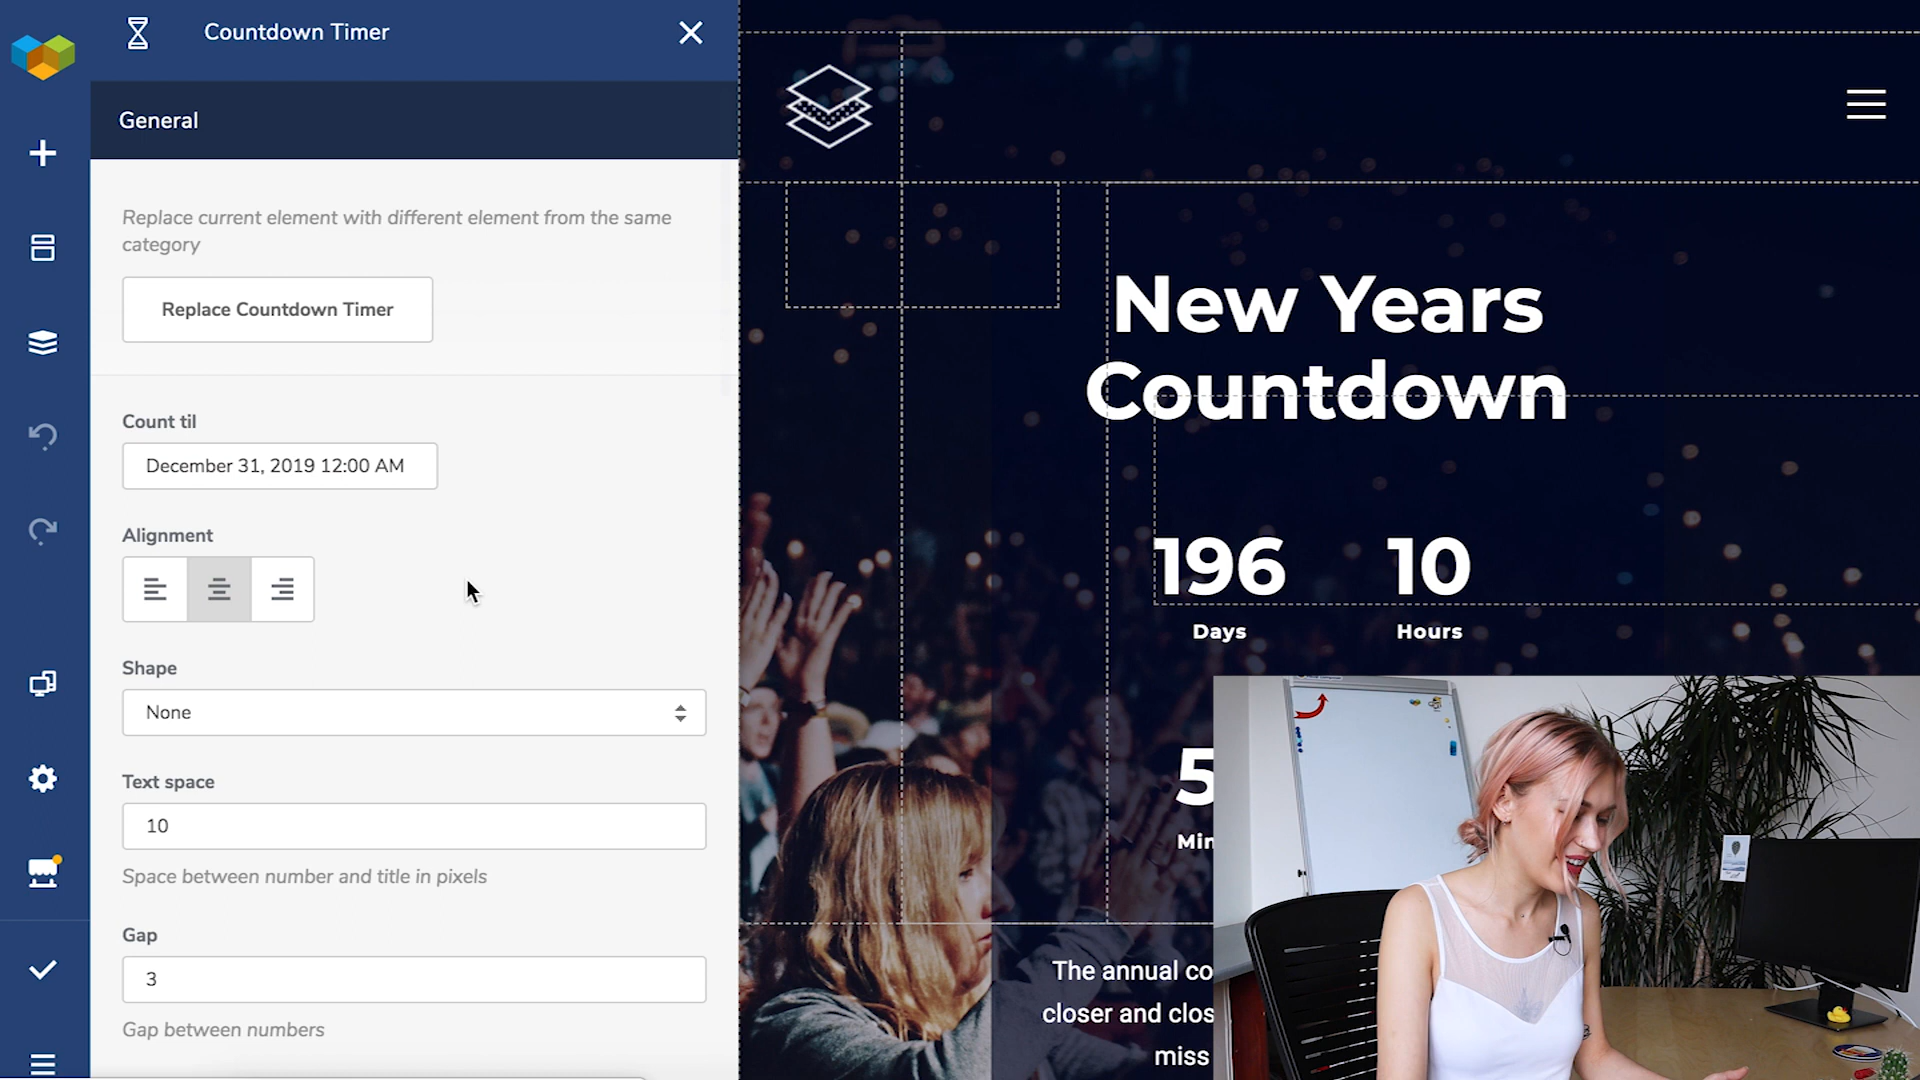 Countdown Timer
General
Replace current element with different element from the same
category
Replace Countdown Timer
Count til
December 31, 2019 12:00 AM
Alignment
Shape
None
Text space
10
Space between number and title in pixels
Gap
3
Gap between numbers
New Years
Countdown
196 10
Days Hours
5
Min
The annual co
closer and clos
miss